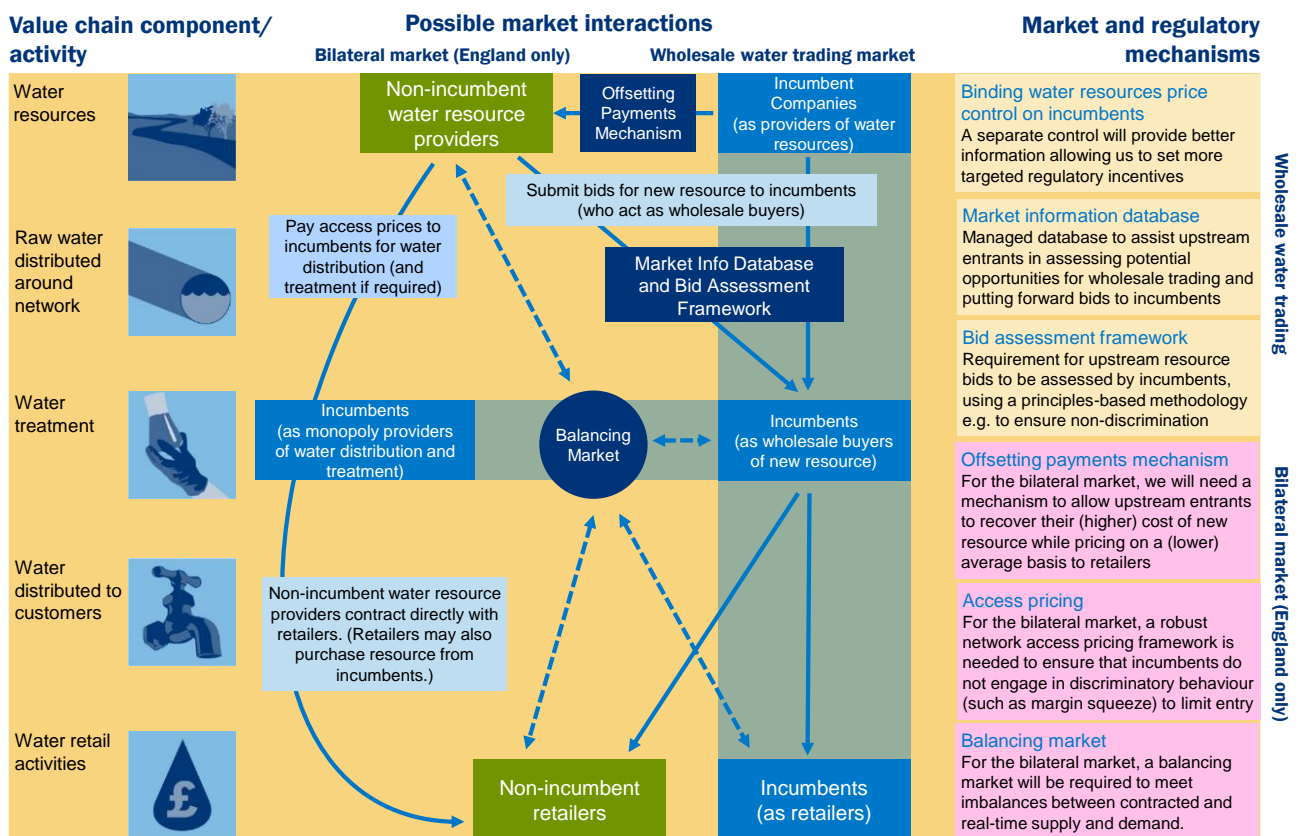 Value chain component/
activity
Possible market interactions
Bilateral market (England only)
Wholesale water trading market
Market and regulatory
mechanisms
Water
resources
Raw water
distributed
around
network
Water
treatment
Water
distributed to
customers
Water retail
activities
£
Non-incumbent
water resource
providers
Offsetting
Payments
Mechanism
Incumbent
Companies
(as providers of water
resources)
Submit bids for new resource to incumbents
(who act as wholesale buyers)
Pay access prices to
incumbents for water
distribution (and
treatment if required)
Market Info Database
and Bid Assessment
Framework
Incumbents
(as monopoly providers
of water distribution and
treatment)
Balancing
Market
Incumbents
(as wholesale buyers
of new resource)
Non-incumbent water resource
providers contract directly with
retailers. (Retailers may also
purchase resource from
incumbents.)
Non-incumbent
retailers
Incumbents
(as retailers)
Binding water resources price
control on incumbents
A separate control will provide better
information allowing us to set more
targeted regulatory incentives
Market information database
Managed database to assist upstream
entrants in assessing potential
opportunities for wholesale trading and
putting forward bids to incumbents
Bid assessment framework
Requirement for upstream resource
bids to be assessed by incumbents,
using a principles-based methodology
e.g. to ensure non-discrimination
Offsetting payments mechanism
For the bilateral market, we will need a
mechanism to allow upstream entrants
to recover their (higher) cost of new
resource while pricing on a (lower)
average basis to retailers
Access pricing
For the bilateral market, a robust
network access pricing framework is
needed to ensure that incumbents do
not engage in discriminatory behaviour
(such as margin squeeze) to limit entry
Balancing market
For the bilateral market, a balancing
market will be required to meet
imbalances between contracted and
real-time supply and demand.
Wholesale water trading
Bilateral market (England only)